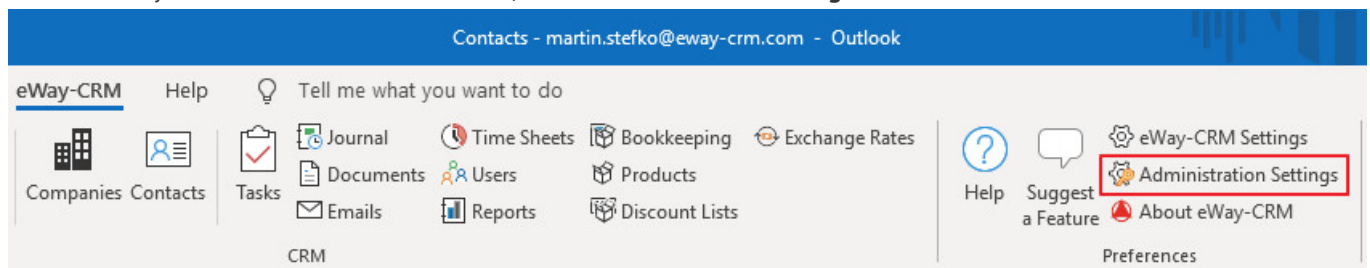 Contacts - martin.stefko@eway-crm.com - Outlook
eWay-CRM Help Tell me what you want to do
Companies Contacts Tasks
Journal Time Sheets Bookkeeping Exchange Rates
Documents Users Products
Emails Reports Discount Lists
CRM
Help Suggest a Feature
eWay-CRM Settings
Administration Settings
About eWay-CRM
Preferences